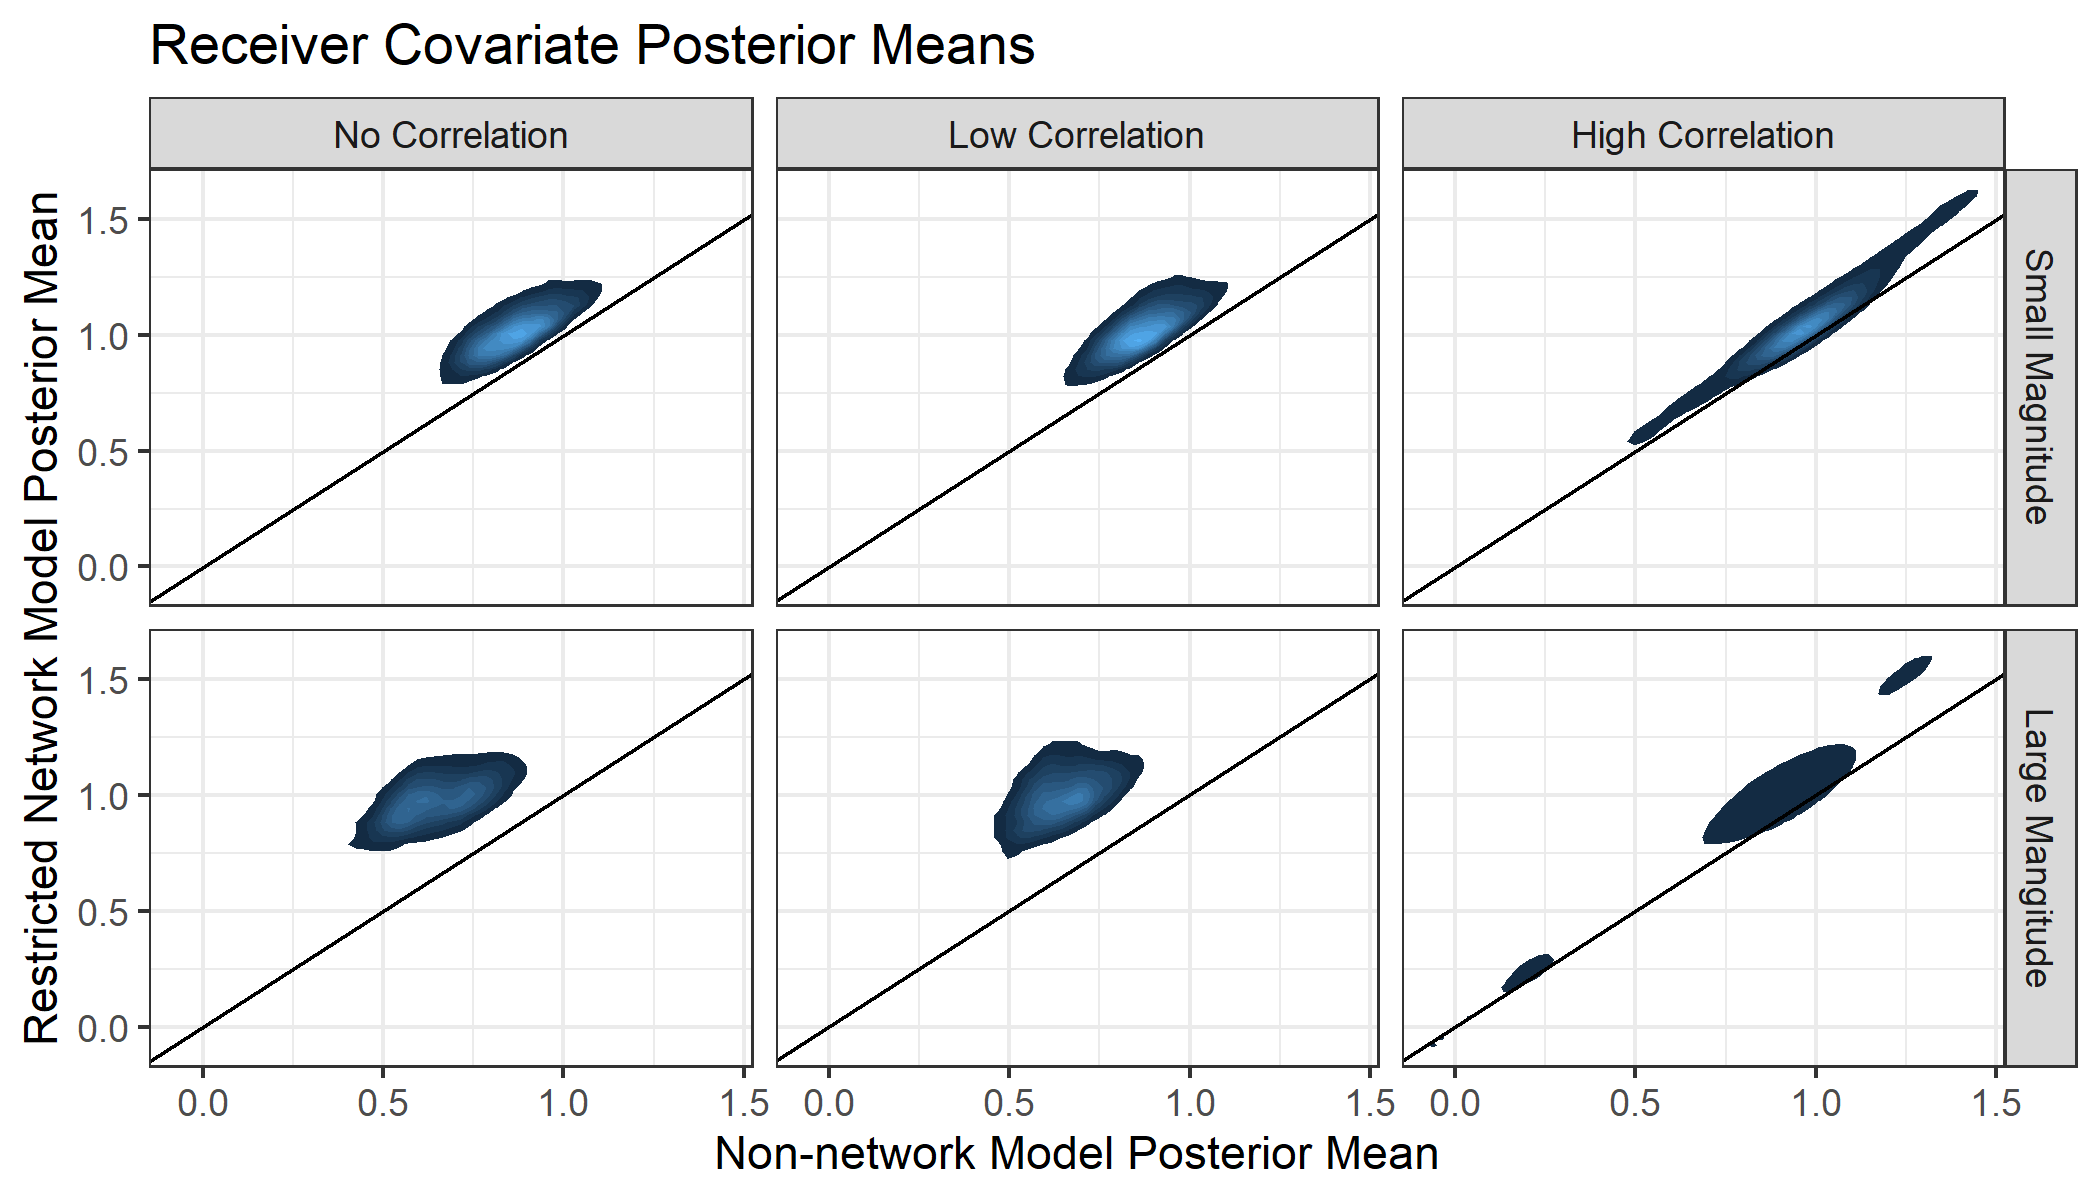 Receiver Covariate Posterior Means
No Correlation
Low Correlation
High Correlation
Restricted Network Model Posterior Mean
1.5
1.0
0.5
0.0
Small Magnitude
1.5
1.0
0.5
0.0
Large Mangitude
0.0 0.5 1.0 1.5
0.0 0.5 1.0 1.5
0.0 0.5 1.0 1.5
Non-network Model Posterior Mean